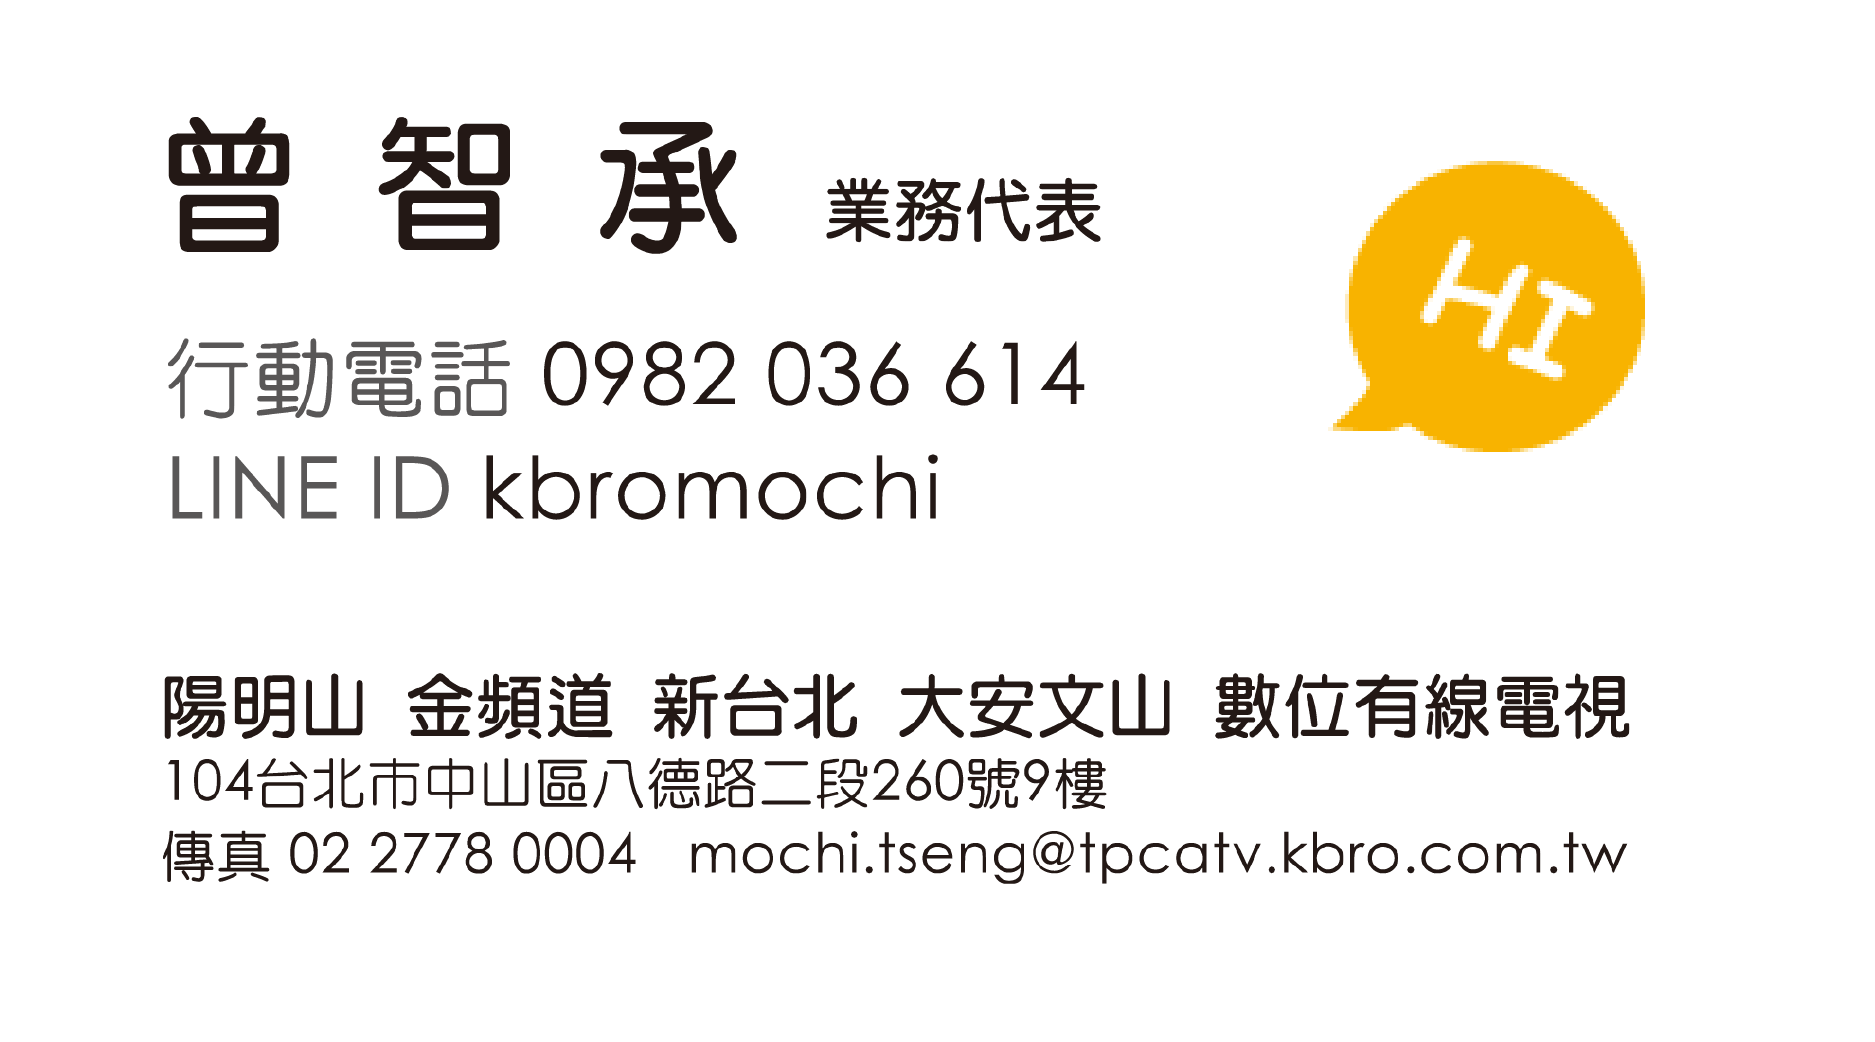 曾智承 業務代表
HI
行動電話 0982 036 614
LINE ID kbromochi
陽明山 金頻道 新台北 大安文山 數位有線電視
104台北市中山區八德路二段260號9樓
傳真 02 2778 0004 mochi.tseng@tpcatv.kbro.com.tw